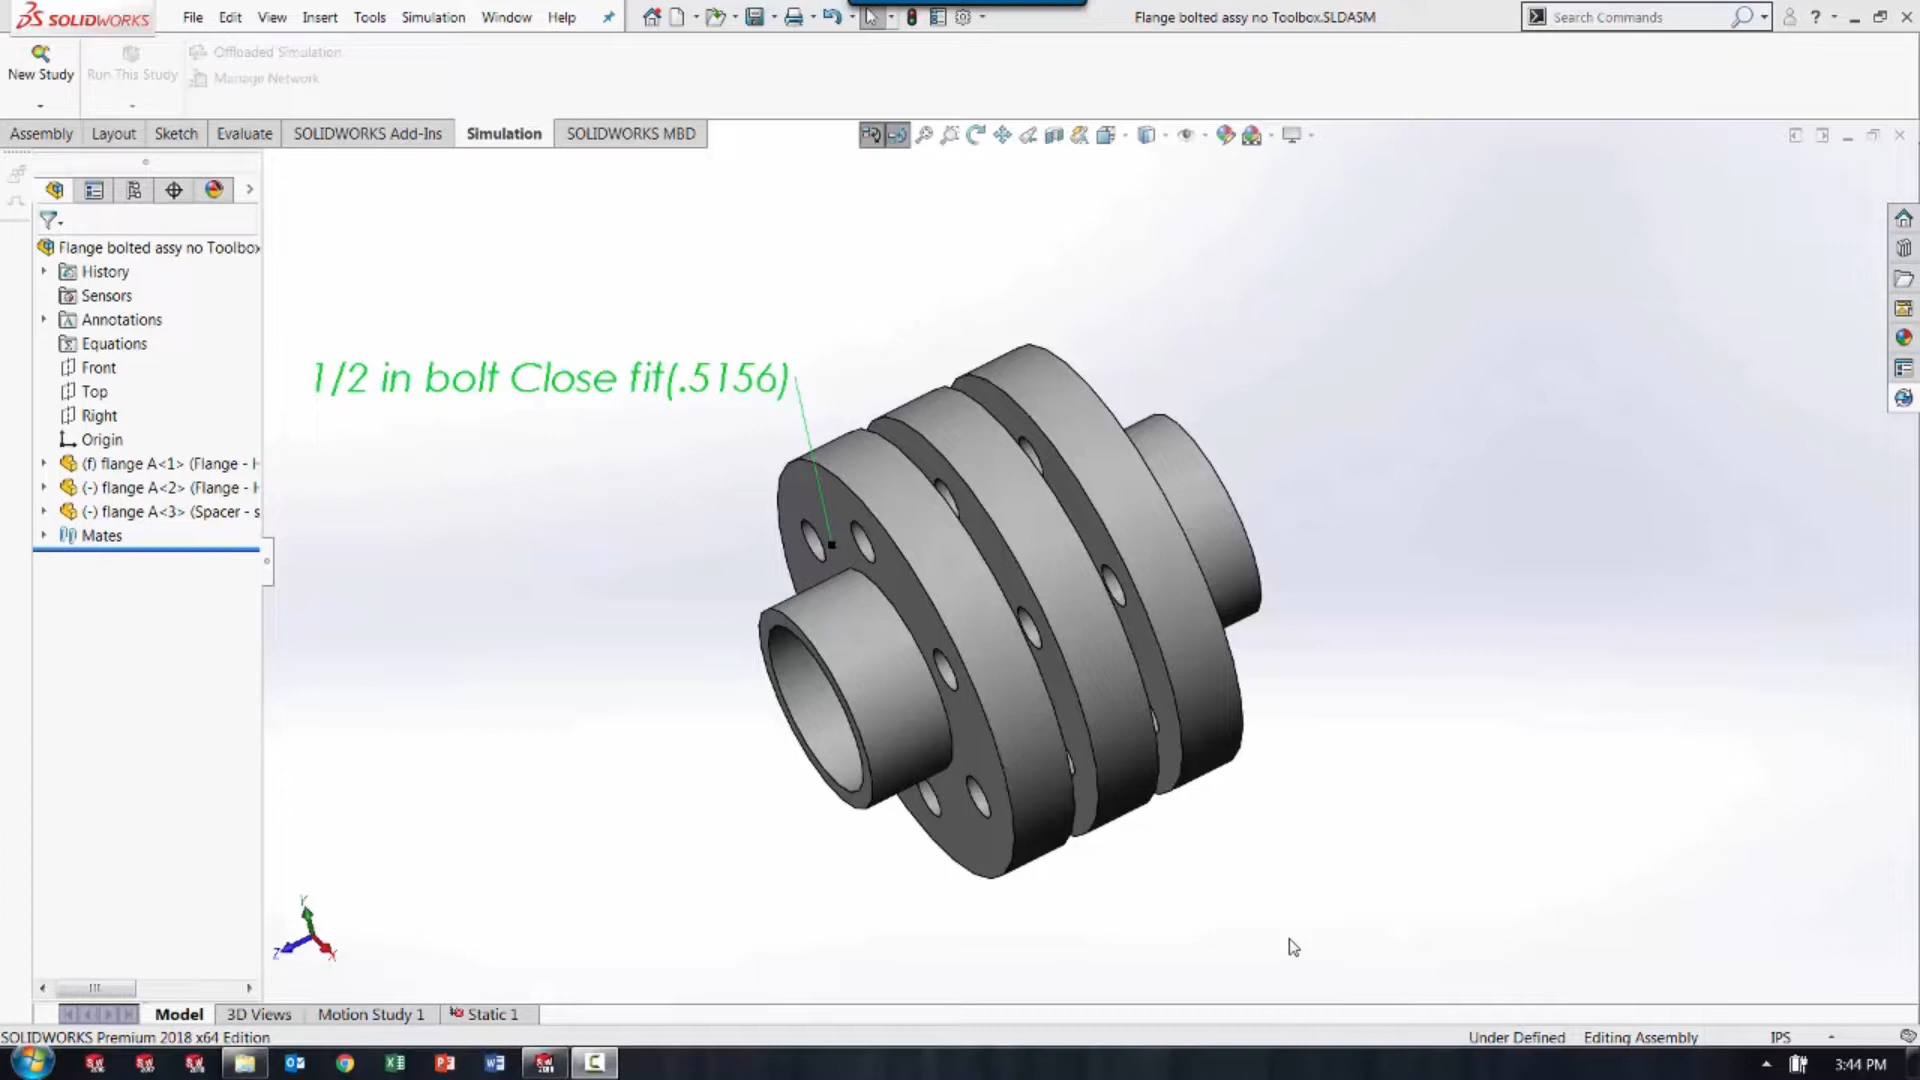 SOLIDWORKS
File Edit View Insert Tools Simulation Window Help
Flange bolted assy no Toolbox.SLDASM
Search Commands
?
New Study
Run This Study
Offloaded Simulation
Manage Network
Assembly Layout Sketch Evaluate SOLIDWORKS Add-Ins Simulation SOLIDWORKS MBD
Flange bolted assy no Toolbox
History
Sensors
Annotations
Equations
Front
Top
Right
Origin
(f) flange A<1> (Flange - H
(-) flange A<2> (Flange - H
(-) flange A<3> (Spacer - s
Mates
1/2 in bolt Close fit(.5156)
Y
Z
X
Model 3D Views Motion Study 1 Static 1
SOLIDWORKS Premium 2018 x64 Edition
Under Defined Editing Assembly IPS
3:44 PM